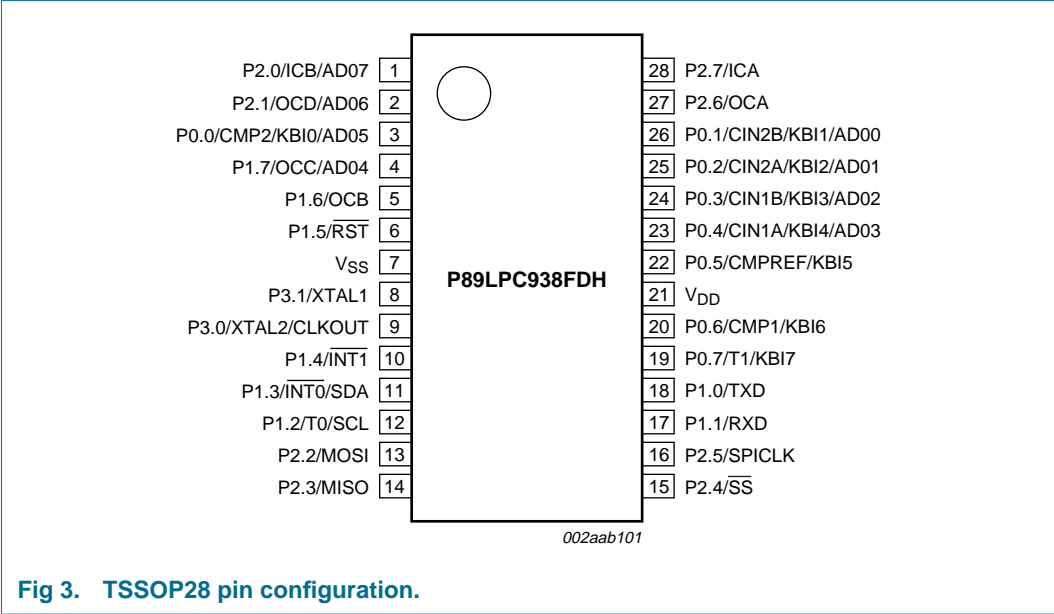 P2.0/ICB/AD07 1
P2.1/OCD/AD06 2
P0.0/CMP2/KBI0/AD05 3
P1.7/OCC/AD04 4
P1.6/OCB 5
P1.5/R̅S̅T̅ 6
VSS 7
P3.1/XTAL1 8
P3.0/XTAL2/CLKOUT 9
P1.4/I̅N̅T̅1̅ 10
P1.3/I̅N̅T̅0̅/SDA 11
P1.2/T0/SCL 12
P2.2/MOSI 13
P2.3/MISO 14
P89LPC938FDH
28 P2.7/ICA
27 P2.6/OCA
26 P0.1/CIN2B/KBI1/AD00
25 P0.2/CIN2A/KBI2/AD01
24 P0.3/CIN1B/KBI3/AD02
23 P0.4/CIN1A/KBI4/AD03
22 P0.5/CMPREF/KBI5
21 VDD
20 P0.6/CMP1/KBI6
19 P0.7/T1/KBI7
18 P1.0/TXD
17 P1.1/RXD
16 P2.5/SPICLK
15 P2.4/S̅S̅
002aab101
Fig 3. TSSOP28 pin configuration.